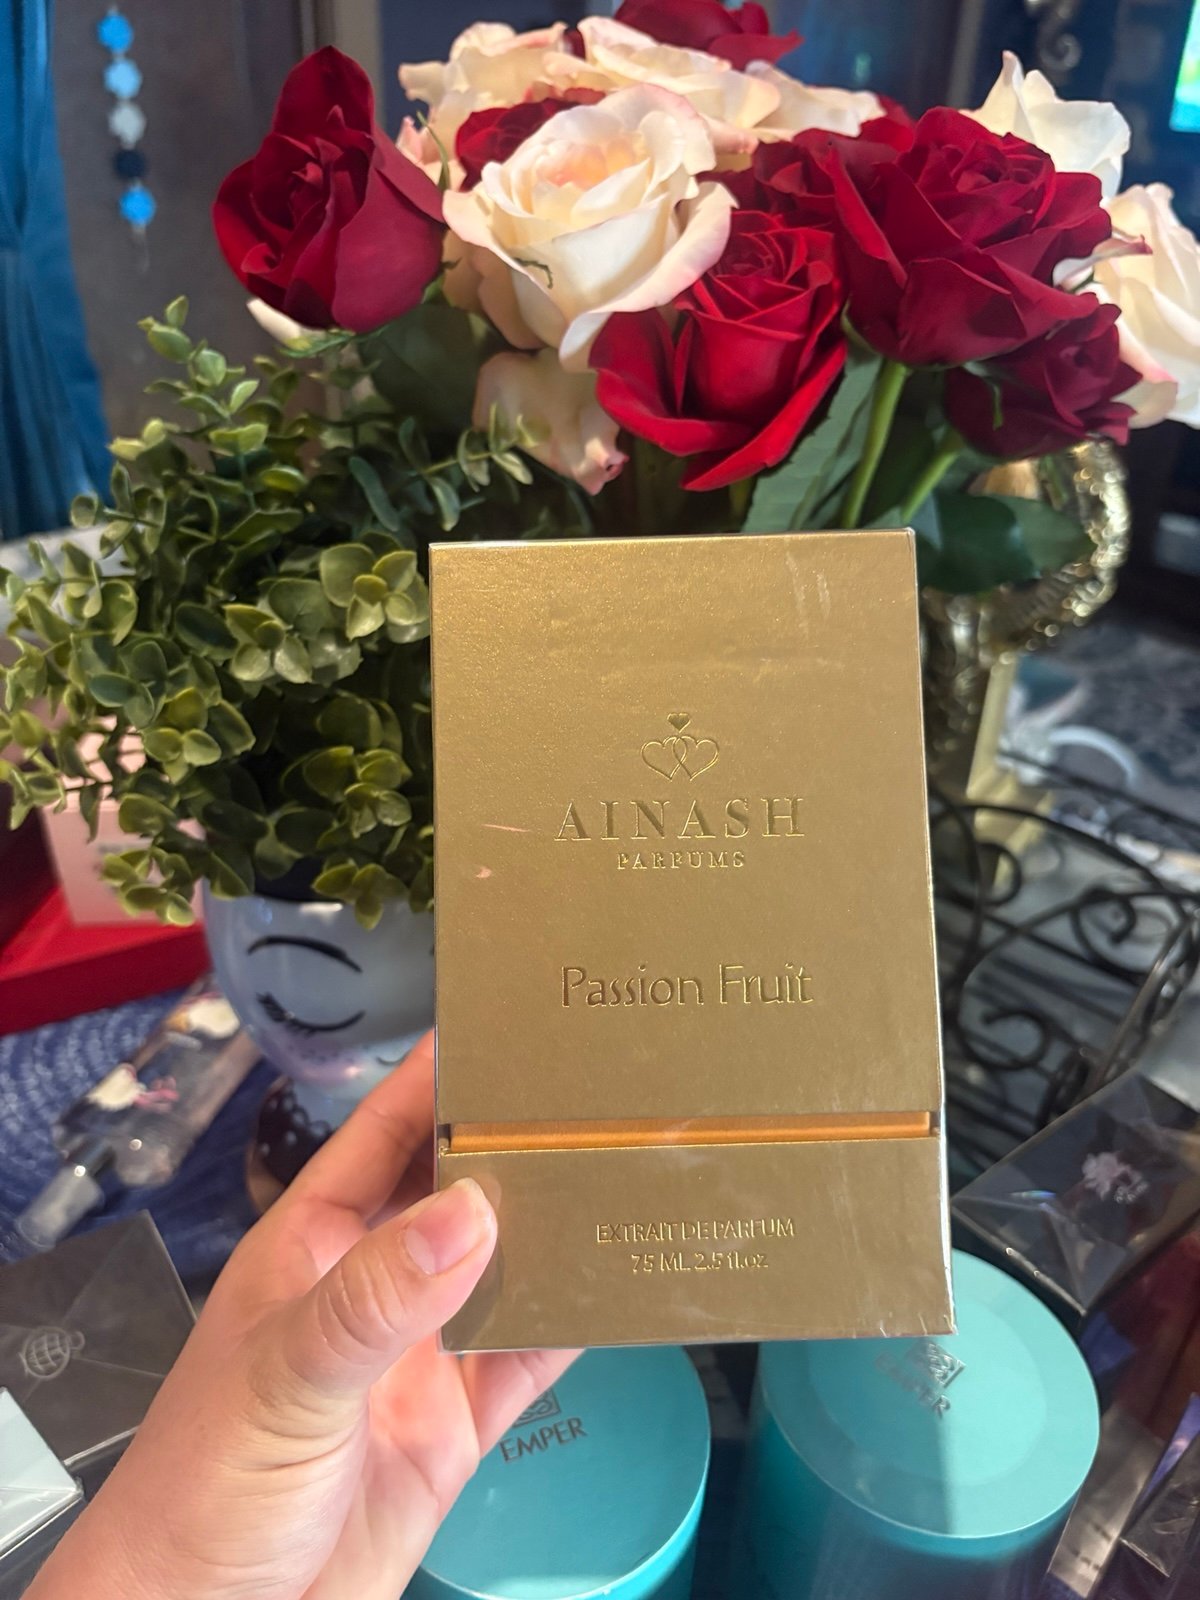 AINASH
PARFUMS
Passion Fruit
EXTRAIT DE PARFUM
75 ML 2.5 fl.oz
EMPER
EMPER